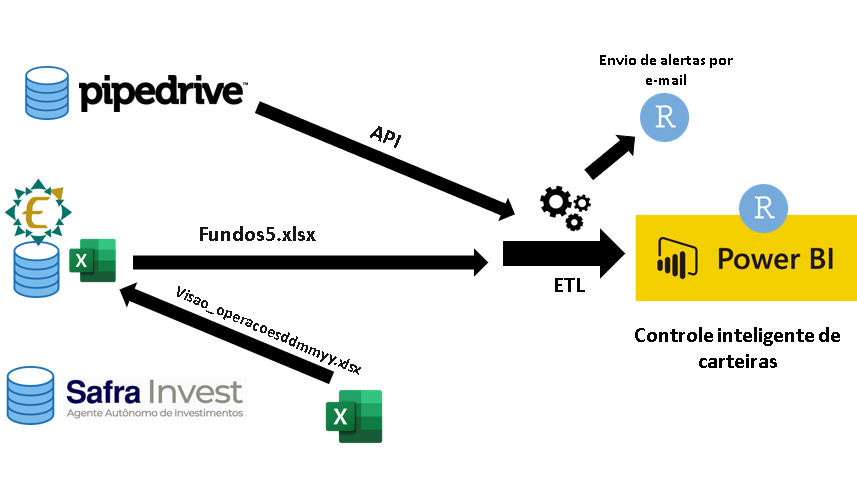 Envio de alertas por
e-mail
R
pipedrive™
API
R
E
X
Fundos5.xlsx
Power BI
ETL
Visao_operacoesddmmyy.xlsx
Controle inteligente de
carteiras
Safra Invest
Agente Autônomo de Investimentos
X